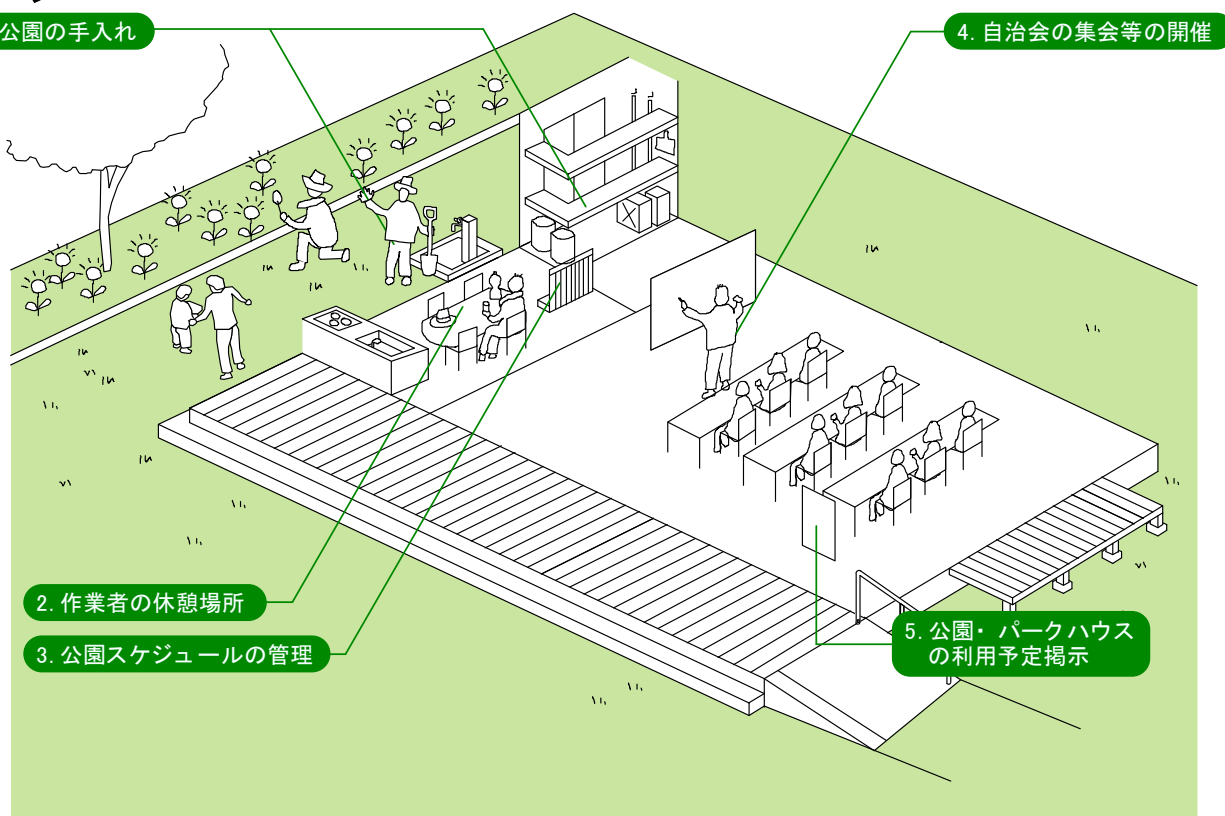 公園の手入れ
4. 自治会の集会等の開催
2. 作業者の休憩場所
3. 公園スケジュールの管理
5. 公園・ パークハウス
の利用予定掲示